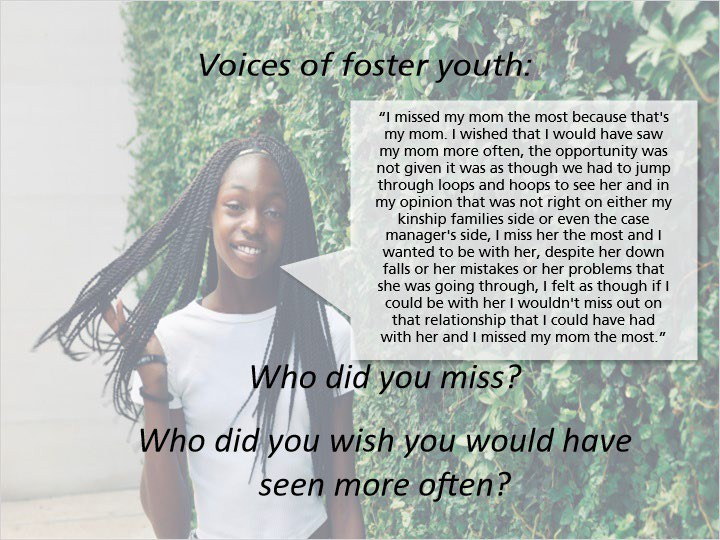 Voices of foster youth:
“I missed my mom the most because that's
my mom. I wished that I would have saw
my mom more often, the opportunity was
not given it was as though we had to jump
through loops and hoops to see her and in
my opinion that was not right on either my
kinship families side or even the case
manager's side, I miss her the most and I
wanted to be with her, despite her down
falls or her mistakes or her problems that
she was going through, I felt as though if I
could be with her I wouldn't miss out on
that relationship that I could have had
with her and I missed my mom the most.”
Who did you miss?
Who did you wish you would have
seen more often?